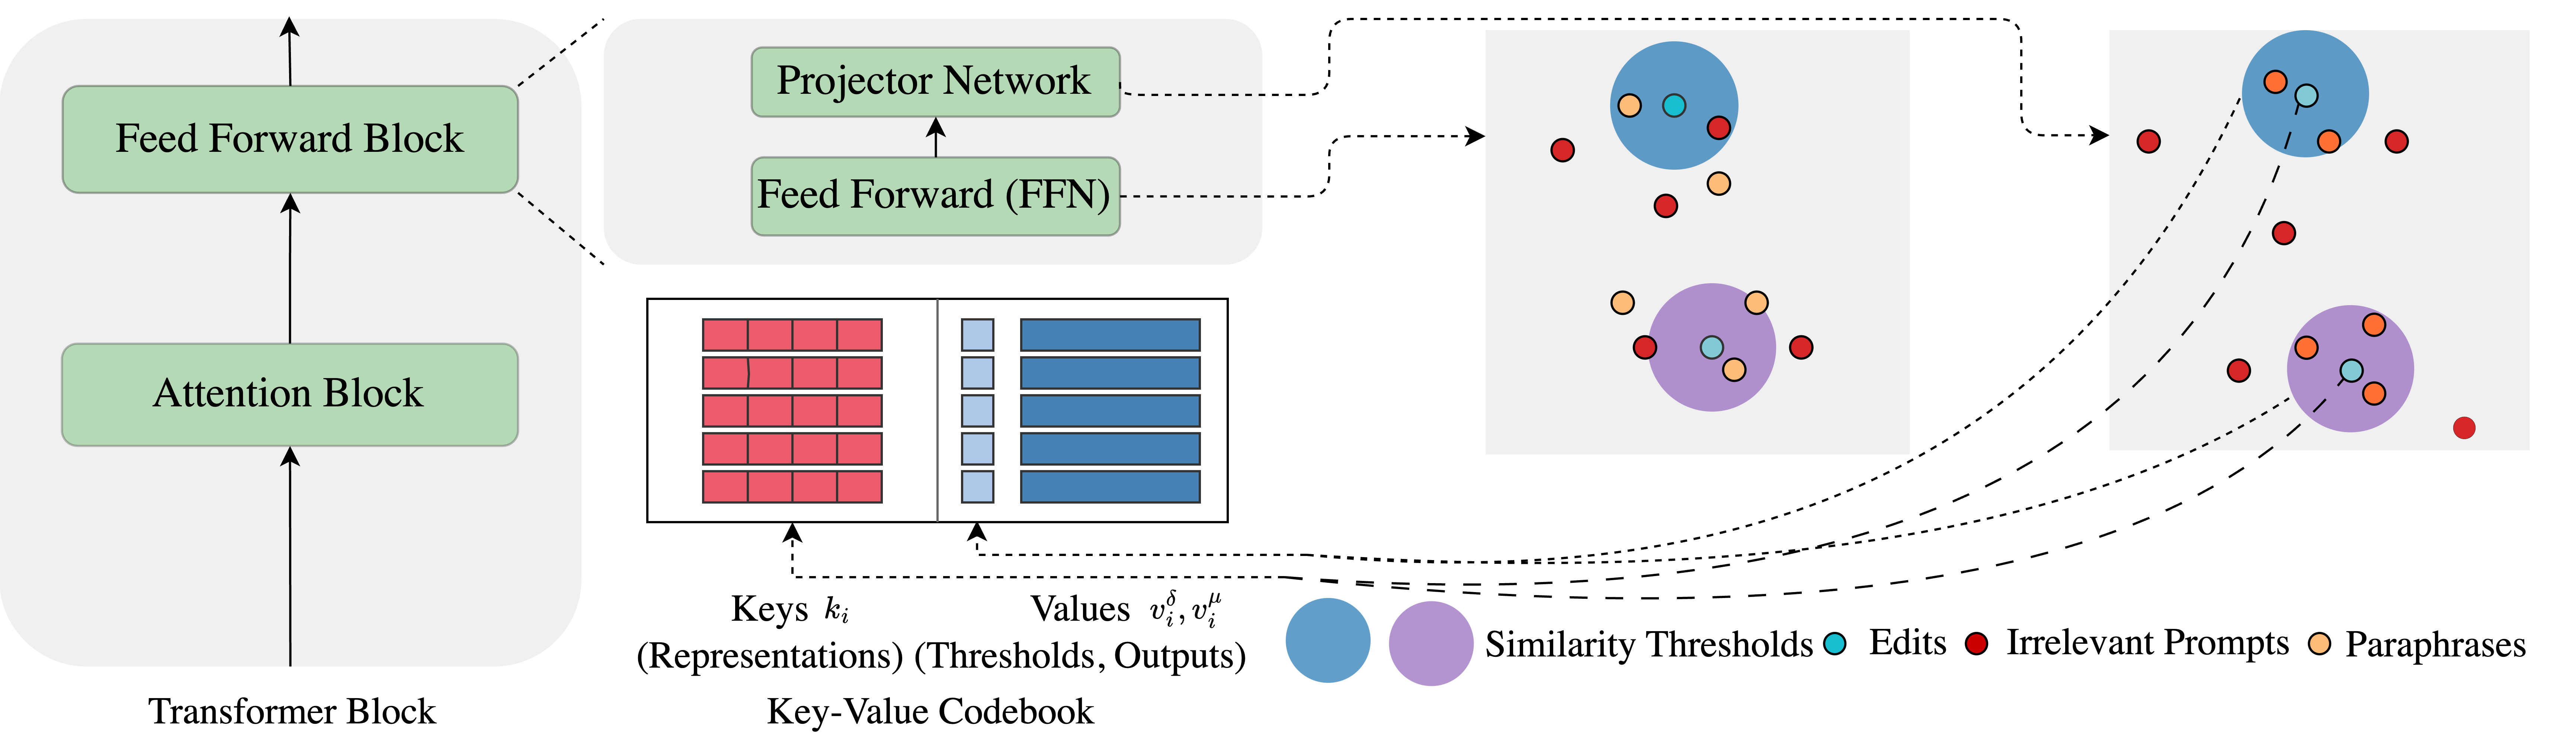 Feed Forward Block
Attention Block
Transformer Block
Projector Network
Feed Forward (FFN)
Keys $k_i$
Values $v_i^{\delta}, v_i^{\mu}$
(Representations) (Thresholds, Outputs)
Key-Value Codebook
Similarity Thresholds
Edits
Irrelevant Prompts
Paraphrases